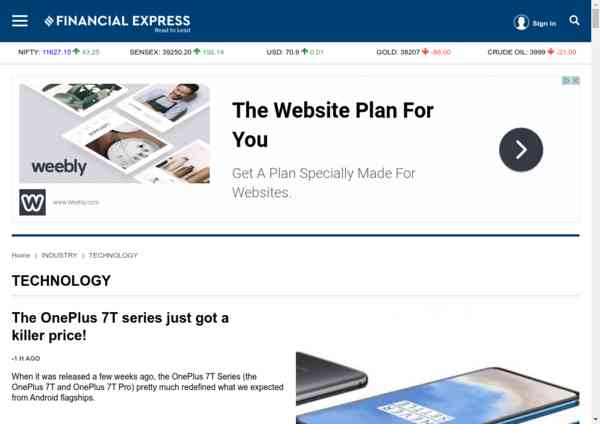 FINANCIAL EXPRESS
Read to Lead
Sign in
NIFTY: 11627.15 43.25 SENSEX: 39250.20 192.14 USD: 70.9 0.01 GOLD: 38207 -88.00 CRUDE OIL: 3999 -21.00
The Website Plan For You
Get A Plan Specially Made For
Websites.
weebly
www.Weebly.com
Home | INDUSTRY | TECHNOLOGY
TECHNOLOGY
The OnePlus 7T series just got a
killer price!
-1 H AGO
When it was released a few weeks ago, the OnePlus 7T Series (the
OnePlus 7T and OnePlus 7T Pro) pretty much redefined what we expected
from Android flagships.
NEVER
SETTLE